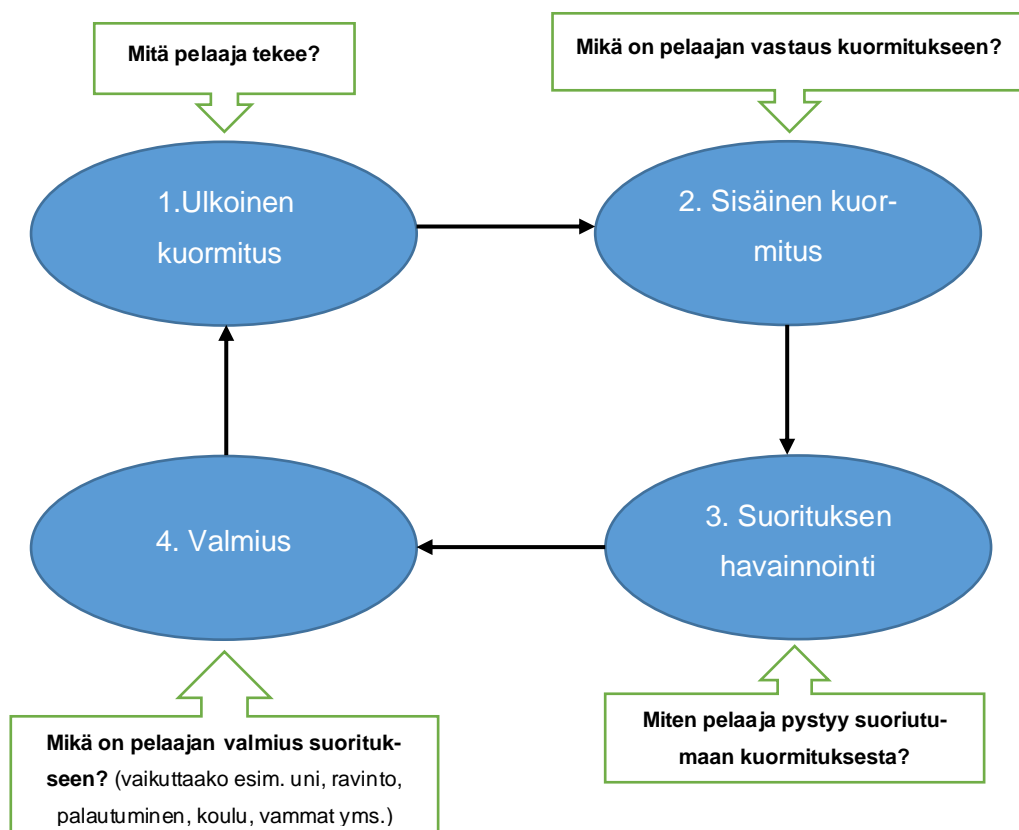 Mitä pelaaja tekee?
Mikä on pelaajan vastaus kuormitukseen?
1.Ulkoinen
kuormitus
2. Sisäinen kuor-
mitus
3. Suorituksen
havainnointi
4. Valmius
Miten pelaaja pystyy suoriutu-
maan kuormituksesta?
Mikä on pelaajan valmius suorituk-
seen? (vaikuttaako esim. uni, ravinto,
palautuminen, koulu, vammat yms.)